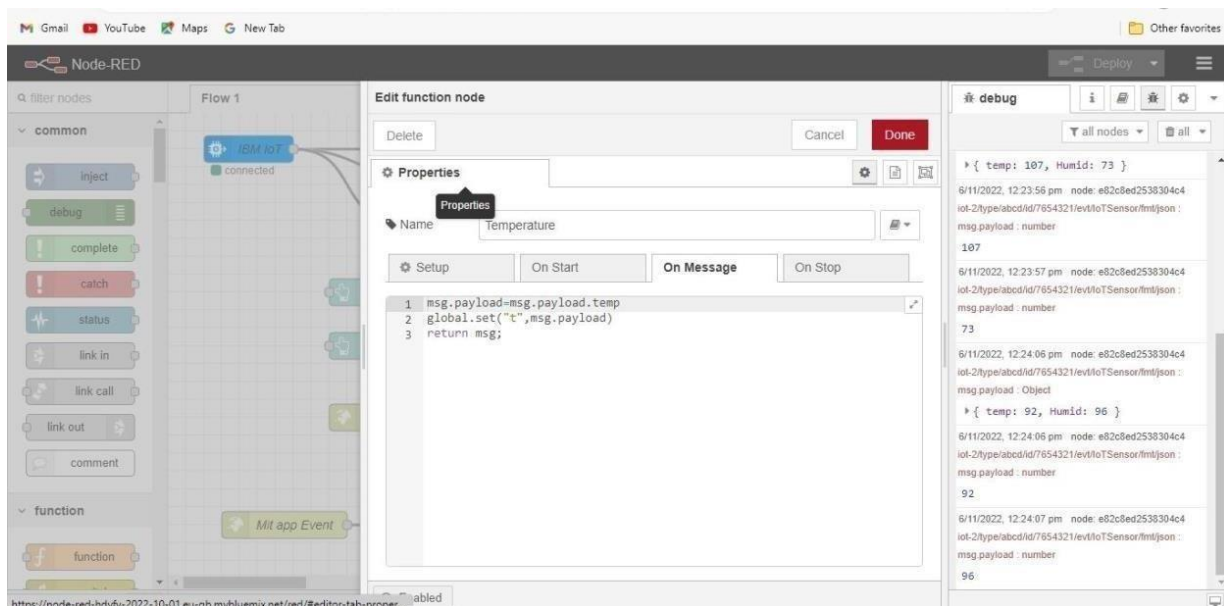 Gmail YouTube Maps New Tab Other favorites
Node-RED Deploy
filter nodes
Flow 1
common
inject
debug
complete
catch
status
link in
link call
link out
comment
function
function
IBM IoT
connected
Mit app Event
Edit function node
Delete Cancel Done
Properties
Properties
Name Temperature
Setup On Start On Message On Stop
1 msg.payload=msg.payload.temp
2 global.set("t",msg.payload)
3 return msg;
Enabled
debug
all nodes all
{ temp: 107, Humid: 73 }
6/11/2022, 12:23:56 pm node: e82c8ed2538304c4
iot-2/type/abcd/id/7654321/evt/IoTSensor/fmt/json :
msg.payload : number
107
6/11/2022, 12:23:57 pm node: e82c8ed2538304c4
iot-2/type/abcd/id/7654321/evt/IoTSensor/fmt/json :
msg.payload : number
73
6/11/2022, 12:24:06 pm node: e82c8ed2538304c4
iot-2/type/abcd/id/7654321/evt/IoTSensor/fmt/json :
msg.payload : Object
{ temp: 92, Humid: 96 }
6/11/2022, 12:24:06 pm node: e82c8ed2538304c4
iot-2/type/abcd/id/7654321/evt/IoTSensor/fmt/json :
msg.payload : number
92
6/11/2022, 12:24:07 pm node: e82c8ed2538304c4
iot-2/type/abcd/id/7654321/evt/IoTSensor/fmt/json :
msg.payload : number
96